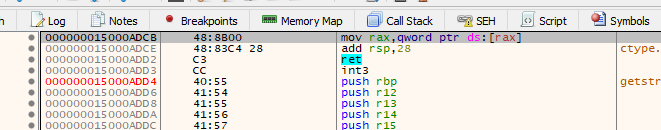 Log Notes Breakpoints Memory Map Call Stack SEH Script Symbols
000000015000ADCB 48:8B00 mov rax,qword ptr ds:[rax]
000000015000ADCE 48:83C4 28 add rsp,28 ctype.
000000015000ADD2 C3 ret
000000015000ADD3 CC int3
000000015000ADD4 40:55 push rbp getstr
000000015000ADD6 41:54 push r12
000000015000ADD8 41:55 push r13
000000015000ADDA 41:56 push r14
000000015000ADDC 41:57 push r15